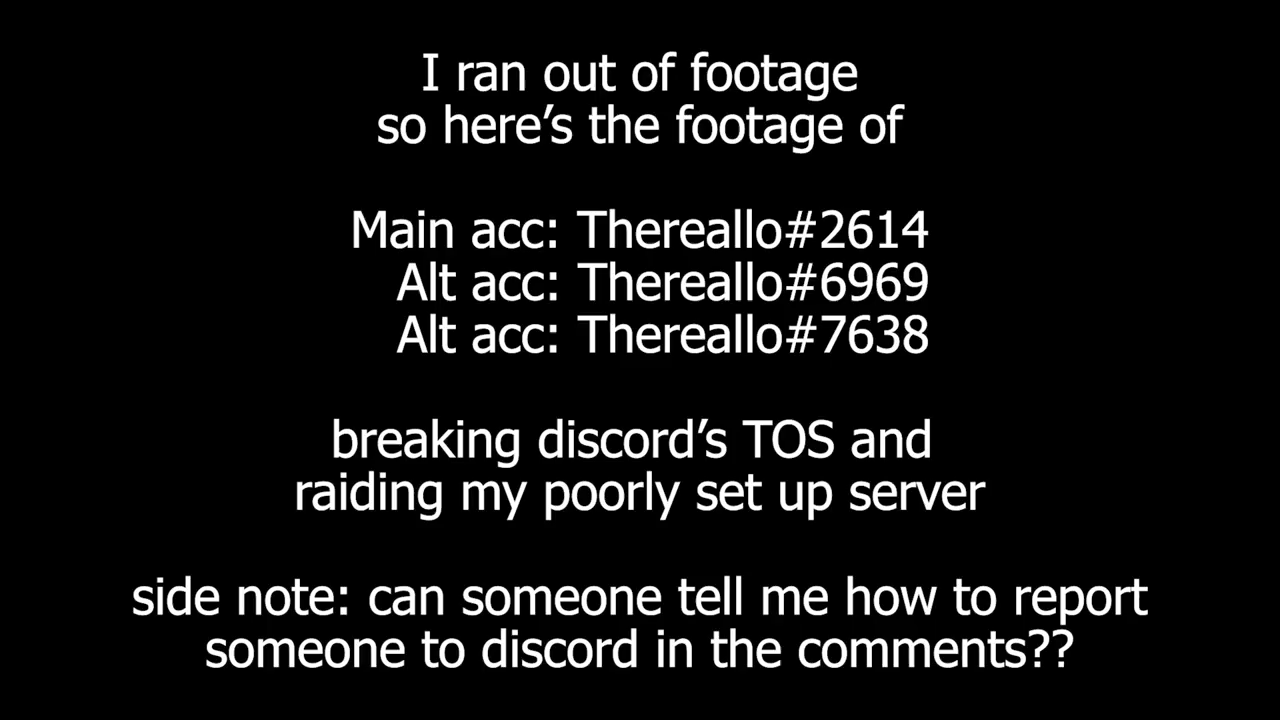 I ran out of footage
so here’s the footage of
Main acc: Thereallo#2614
Alt acc: Thereallo#6969
Alt acc: Thereallo#7638
breaking discord’s TOS and
raiding my poorly set up server
side note: can someone tell me how to report
someone to discord in the comments??